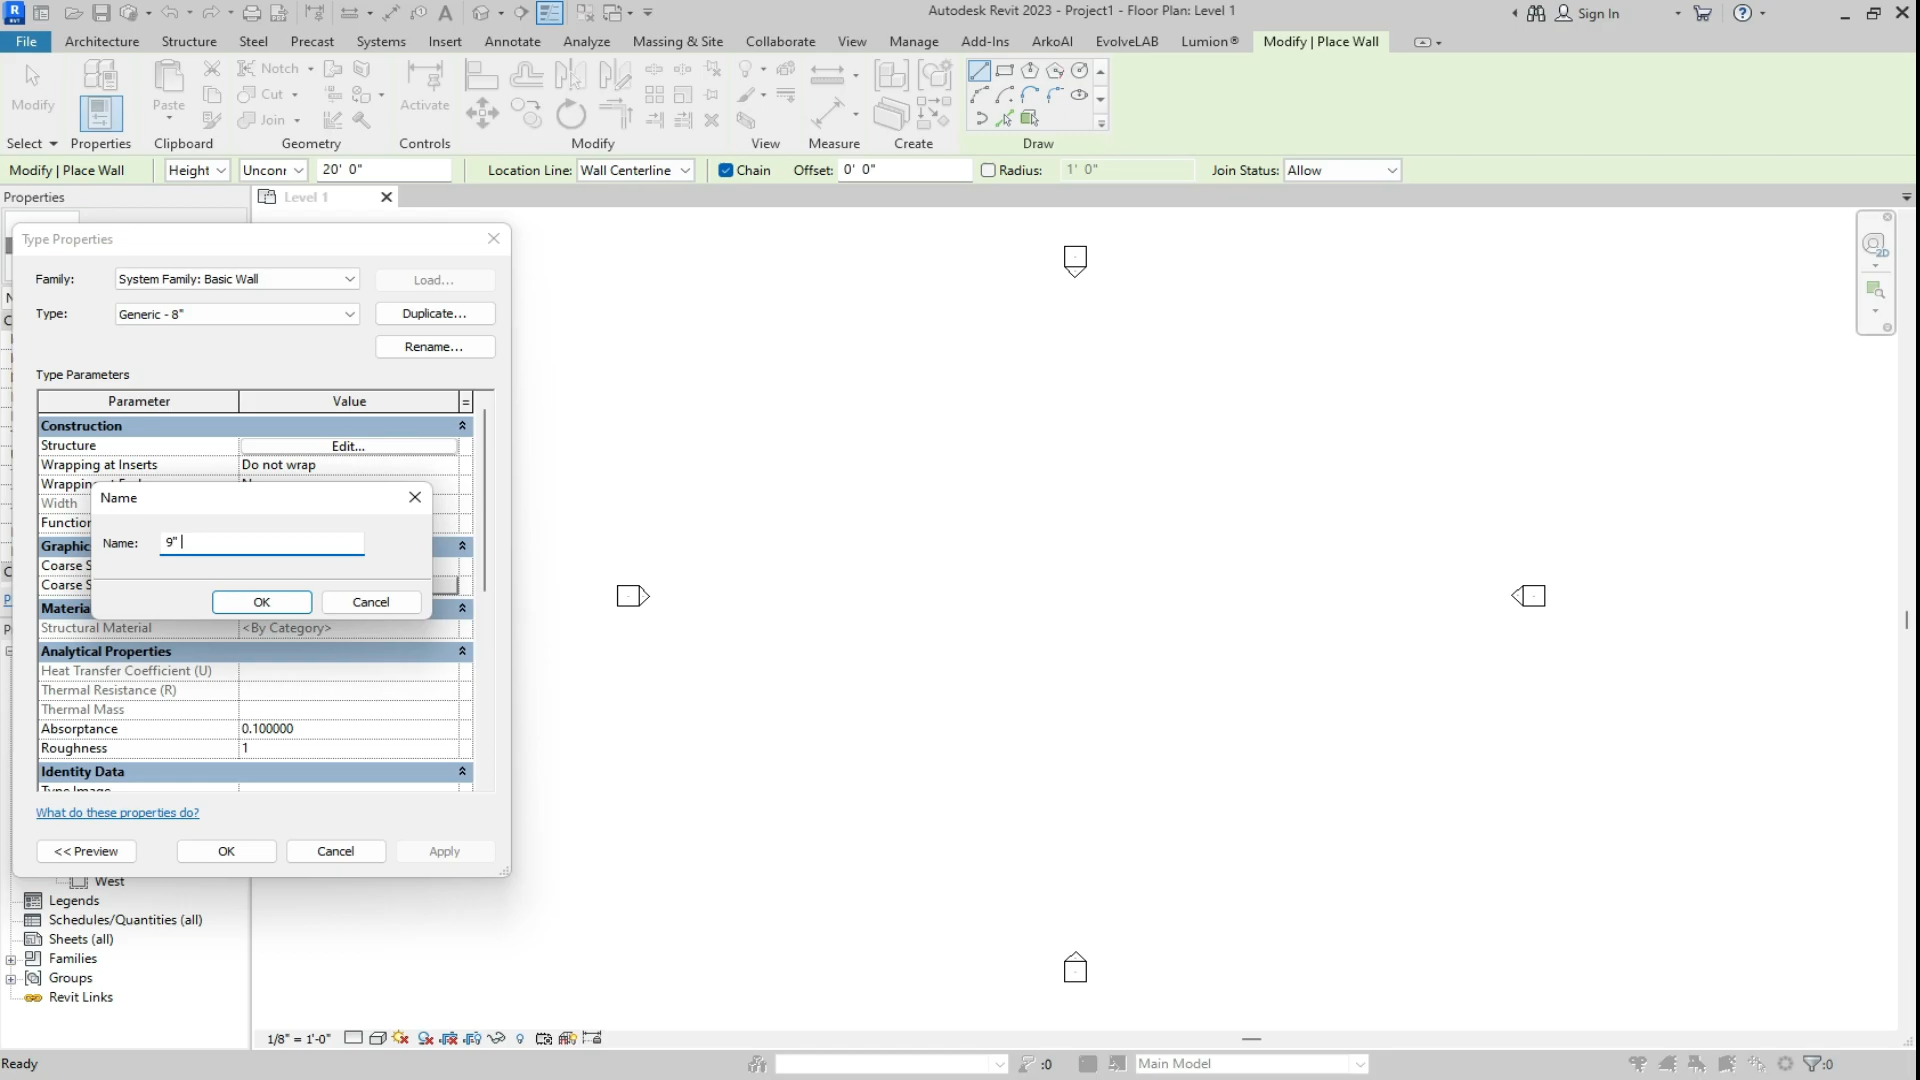 Autodesk Revit 2023 - Project1 - Floor Plan: Level 1
Sign In
File Architecture Structure Steel Precast Systems Insert Annotate Analyze Massing & Site Collaborate View Manage Add-Ins ArkoAI EvolveLAB Lumion® Modify | Place Wall
Notch
Cut
Join
Modify
Paste
Activate
Select Properties Clipboard Geometry Controls Modify View Measure Create Draw
Modify | Place Wall Height Unconr 20' 0" Location Line: Wall Centerline Chain Offset: 0' 0" Radius: 1' 0" Join Status: Allow
Properties
Level 1
Type Properties
Family: System Family: Basic Wall Load...
Type: Generic - 8" Duplicate...
Rename...
Type Parameters
Parameter Value =
Construction
Structure Edit...
Wrapping at Inserts Do not wrap
Width
Name
Name: 9"
OK Cancel
Coarse S
Coarse S
Structural Material <By Category>
Analytical Properties
Heat Transfer Coefficient (U)
Thermal Resistance (R)
Thermal Mass
Absorptance 0.100000
Roughness 1
Identity Data
Type Image
What do these properties do?
<< Preview OK Cancel Apply
West
Legends
Schedules/Quantities (all)
Sheets (all)
Families
Groups
Revit Links
1/8" = 1'-0"
Ready :0 Main Model :0